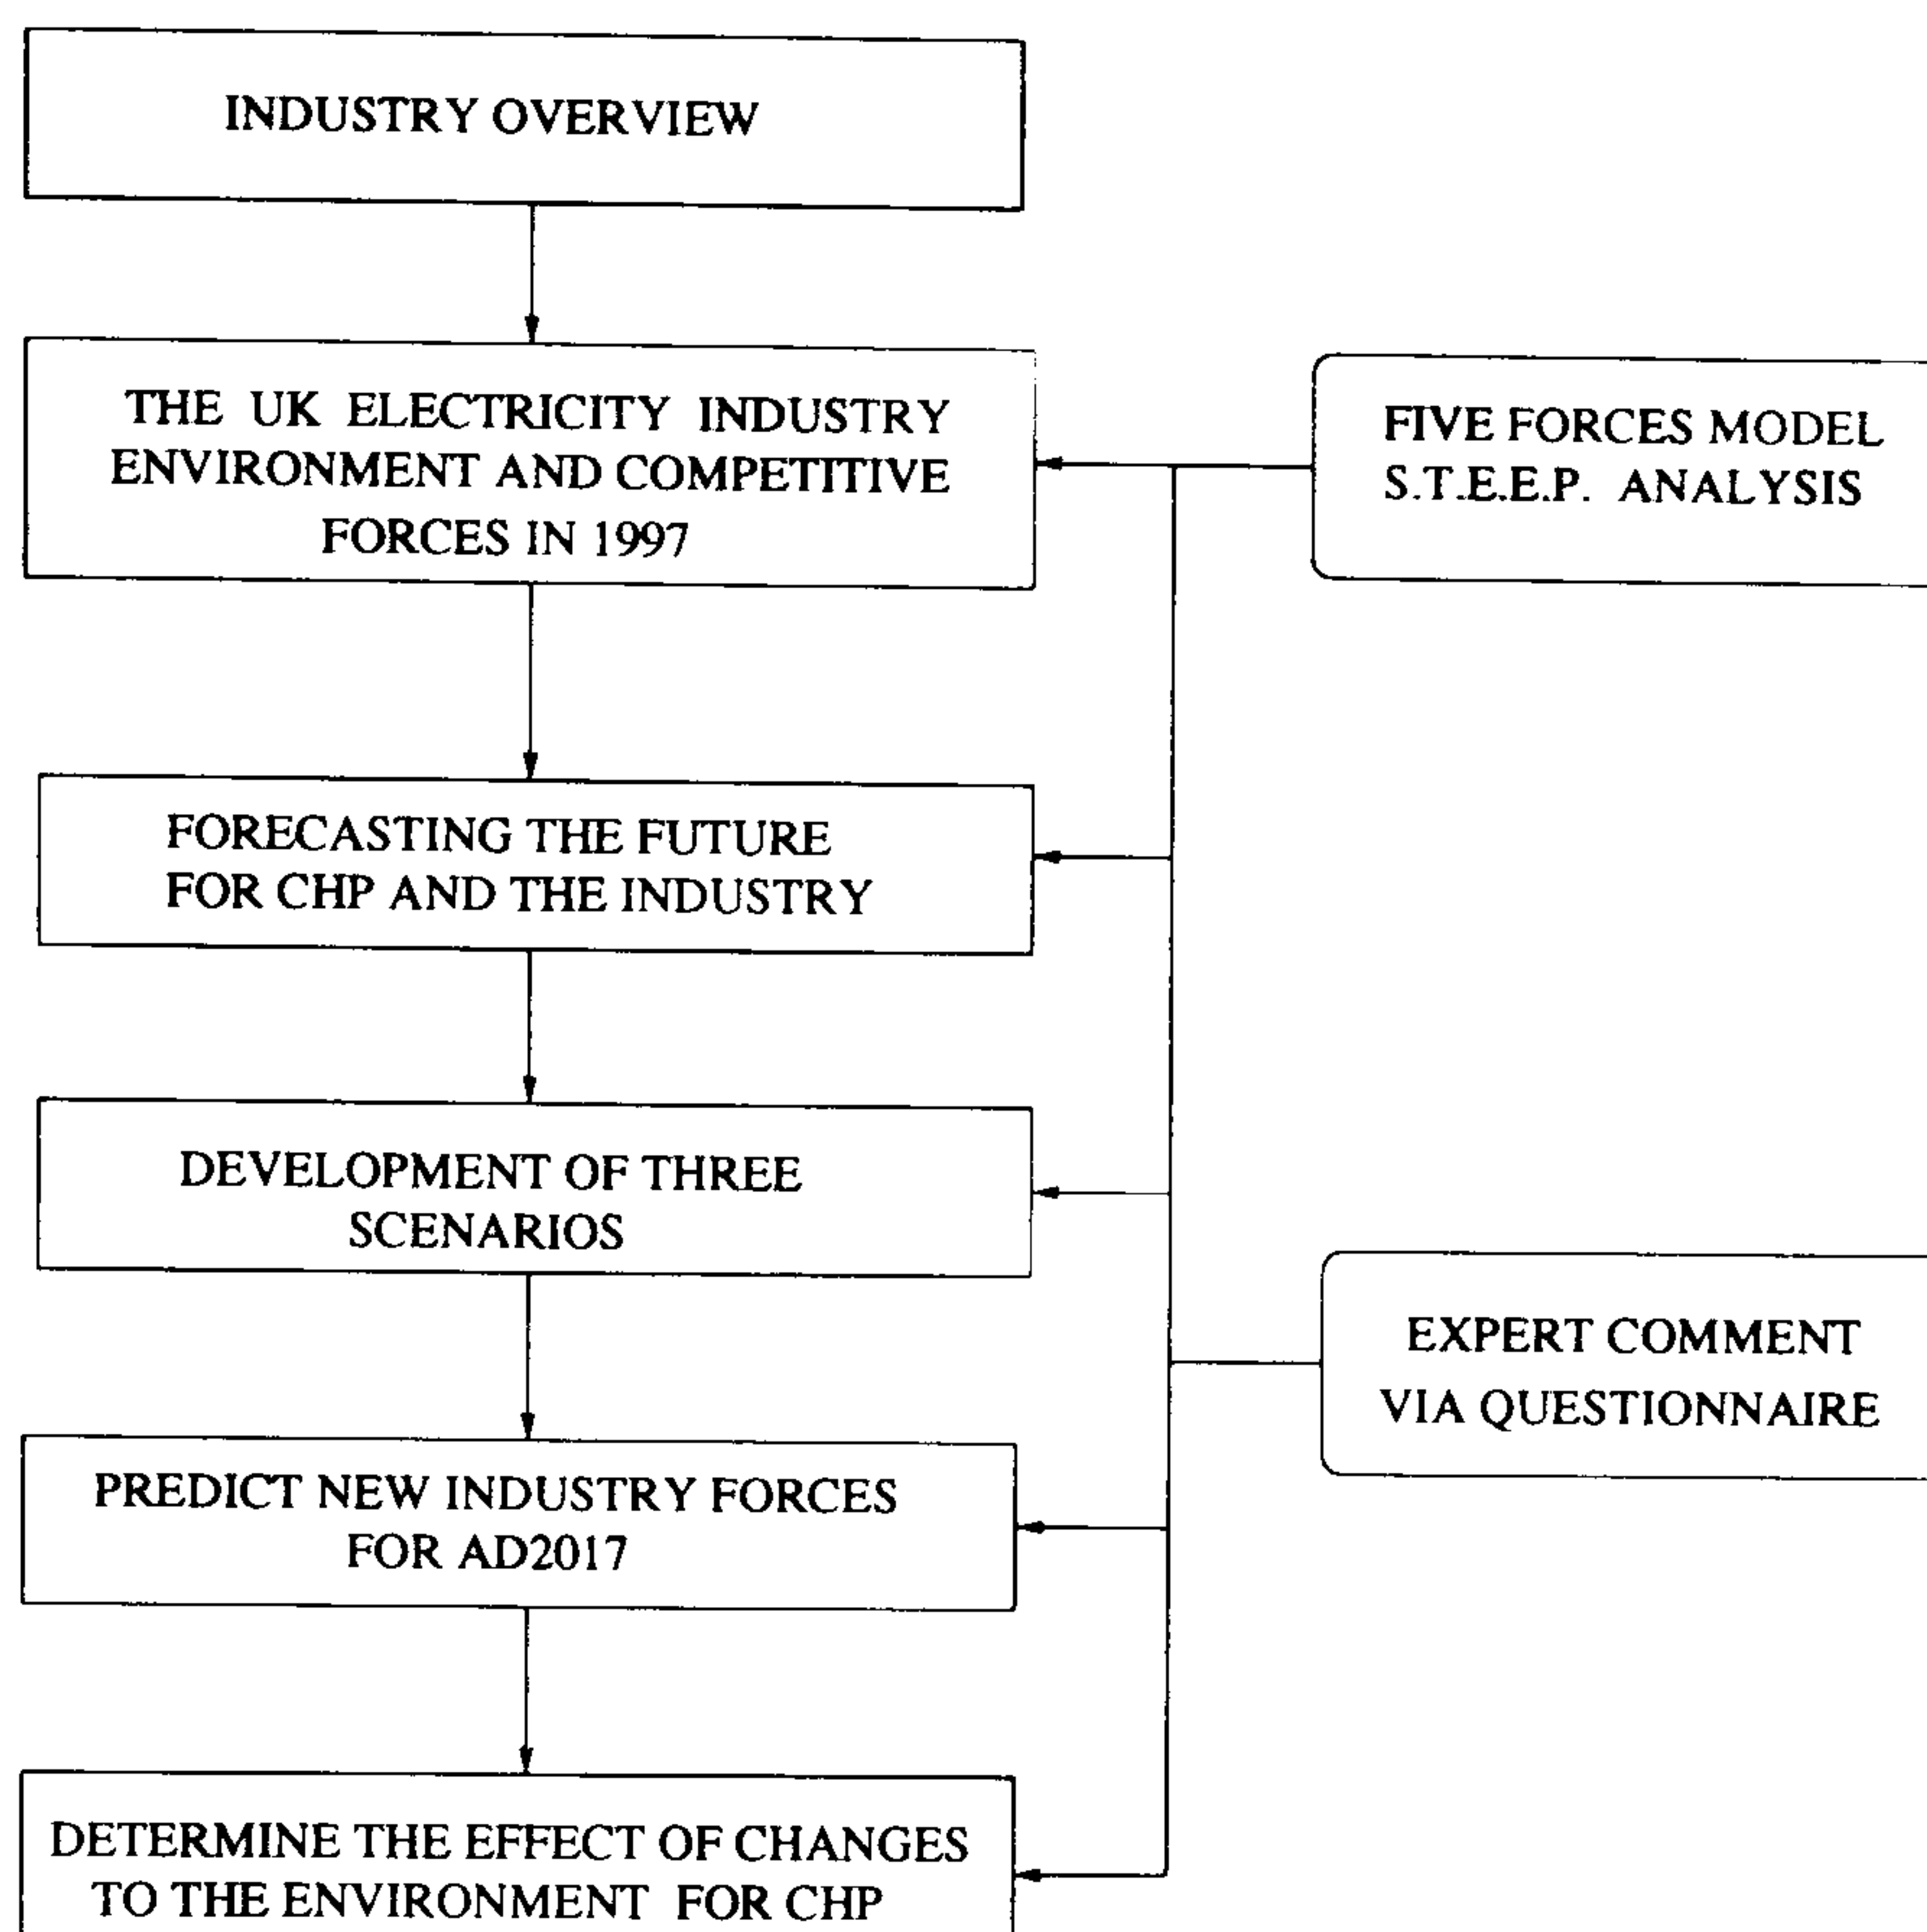 INDUSTRY OVERVIEW
THE UK ELECTRICITY INDUSTRY
ENVIRONMENT AND COMPETITIVE
FORCES IN 1997
FIVE FORCES MODEL
S.T.E.E.P. ANALYSIS
FORECASTING THE FUTURE
FOR CHP AND THE INDUSTRY
DEVELOPMENT OF THREE
SCENARIOS
EXPERT COMMENT
VIA QUESTIONNAIRE
PREDICT NEW INDUSTRY FORCES
FOR AD2017
DETERMINE THE EFFECT OF CHANGES
TO THE ENVIRONMENT FOR CHP